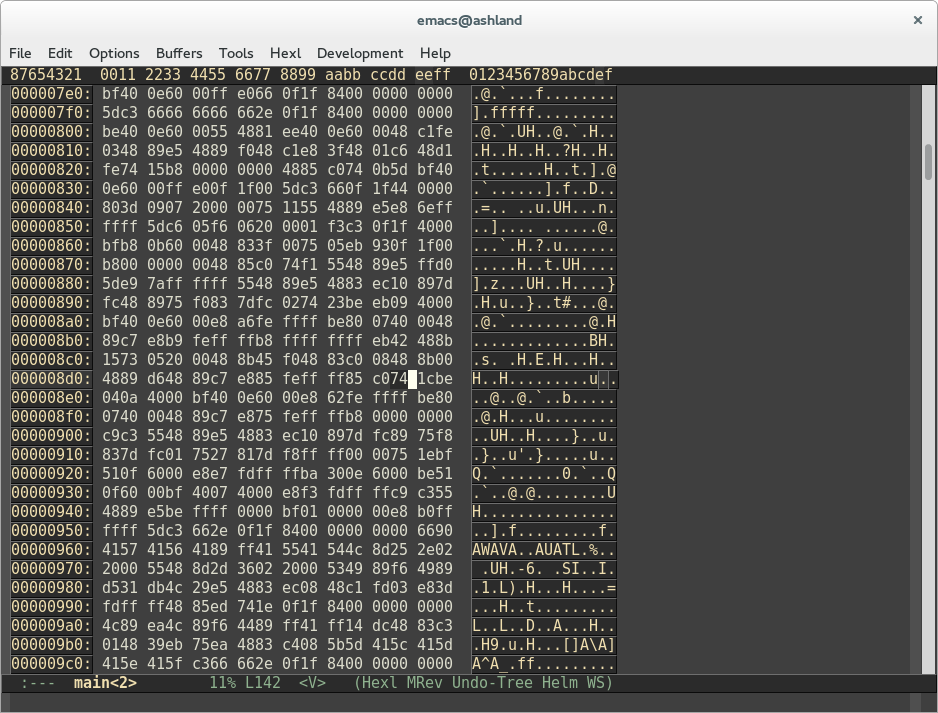 emacs@ashland ×
File Edit Options Buffers Tools Hexl Development Help
87654321  0011 2233 4455 6677 8899 aabb ccdd eeff  0123456789abcdef
000007e0: bf40 0e60 00ff e066 0f1f 8400 0000 0000  .@.`...f........
000007f0: 5dc3 6666 6666 662e 0f1f 8400 0000 0000  ].fffff.........
00000800: be40 0e60 0055 4881 ee40 0e60 0048 c1fe  .@.`.UH..@.`.H..
00000810: 0348 89e5 4889 f048 c1e8 3f48 01c6 48d1  .H..H..H..?H..H.
00000820: fe74 15b8 0000 0000 4885 c074 0b5d bf40  .t......H..t.].@
00000830: 0e60 00ff e00f 1f00 5dc3 660f 1f44 0000  .`......].f..D..
00000840: 803d 0907 2000 0075 1155 4889 e5e8 6eff  .=.. ..u.UH...n.
00000850: ffff 5dc6 05f6 0620 0001 f3c3 0f1f 4000  ..].... ......@.
00000860: bfb8 0b60 0048 833f 0075 05eb 930f 1f00  ...`.H.?.u......
00000870: b800 0000 0048 85c0 74f1 5548 89e5 ffd0  .....H..t.UH....
00000880: 5de9 7aff ffff 5548 89e5 4883 ec10 897d  ].z...UH..H....}
00000890: fc48 8975 f083 7dfc 0274 23be eb09 4000  .H.u..}..t#...@.
000008a0: bf40 0e60 00e8 a6fe ffff be80 0740 0048  .@.`.........@.H
000008b0: 89c7 e8b9 feff ffb8 ffff ffff eb42 488b  .............BH.
000008c0: 1573 0520 0048 8b45 f048 83c0 0848 8b00  .s. .H.E.H...H..
000008d0: 4889 d648 89c7 e885 feff ff85 c074 1cbe  H..H.........u..
000008e0: 040a 4000 bf40 0e60 00e8 62fe ffff be80  ..@..@.`..b.....
000008f0: 0740 0048 89c7 e875 feff ffb8 0000 0000  .@.H...u........
00000900: c9c3 5548 89e5 4883 ec10 897d fc89 75f8  ..UH..H....}..u.
00000910: 837d fc01 7527 817d f8ff ff00 0075 1ebf  .}..u'.}.....u..
00000920: 510f 6000 e8e7 fdff ffba 300e 6000 be51  Q.`.......0.`..Q
00000930: 0f60 00bf 4007 4000 e8f3 fdff ffc9 c355  .`..@.@........U
00000940: 4889 e5be ffff 0000 bf01 0000 00e8 b0ff  H...............
00000950: ffff 5dc3 662e 0f1f 8400 0000 0000 6690  ..].f.........f.
00000960: 4157 4156 4189 ff41 5541 544c 8d25 2e02  AWAVA..AUATL.%..
00000970: 2000 5548 8d2d 3602 2000 5349 89f6 4989   .UH.-6. .SI..I.
00000980: d531 db4c 29e5 4883 ec08 48c1 fd03 e83d  .1.L).H...H....=
00000990: fdff ff48 85ed 741e 0f1f 8400 0000 0000  ...H..t.........
000009a0: 4c89 ea4c 89f6 4489 ff41 ff14 dc48 83c3  L..L..D..A...H..
000009b0: 0148 39eb 75ea 4883 c408 5b5d 415c 415d  .H9.u.H...[]A\A]
000009c0: 415e 415f c366 662e 0f1f 8400 0000 0000  A^A_.ff.........
:--- main<2> 11% L142 <V> (Hexl MRev Undo-Tree Helm WS)